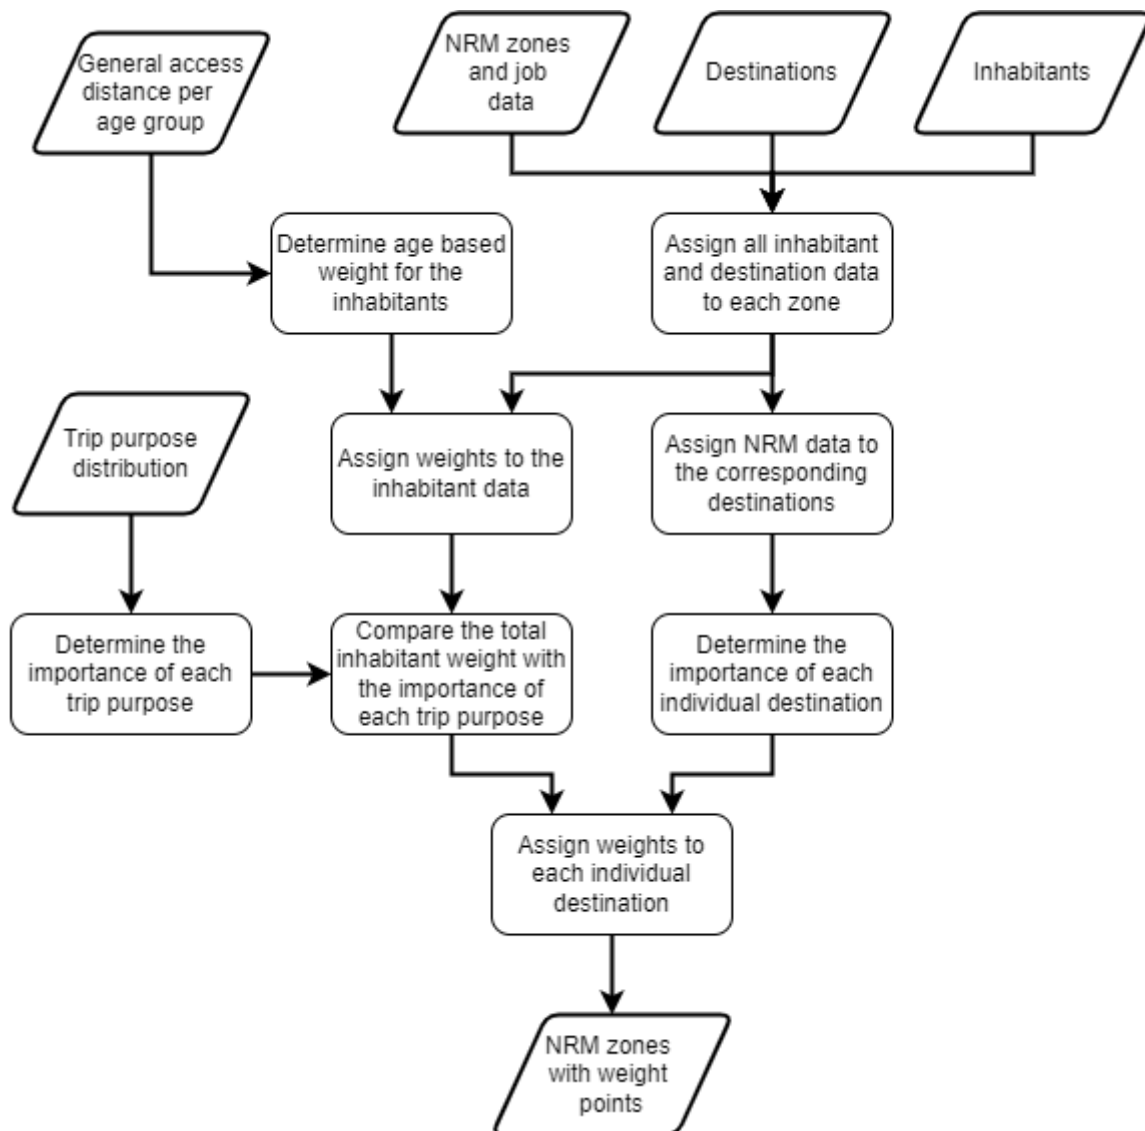 General access
distance per
age group
NRM zones
and job
data
Destinations
Inhabitants
Determine age based
weight for the
inhabitants
Assign all inhabitant
and destination data
to each zone
Trip purpose
distribution
Assign weights to the
inhabitant data
Assign NRM data to
the corresponding
destinations
Determine the
importance of each
trip purpose
Compare the total
inhabitant weight with
the importance of
each trip purpose
Determine the
importance of each
individual destination
Assign weights to
each individual
destination
NRM zones
with weight
points